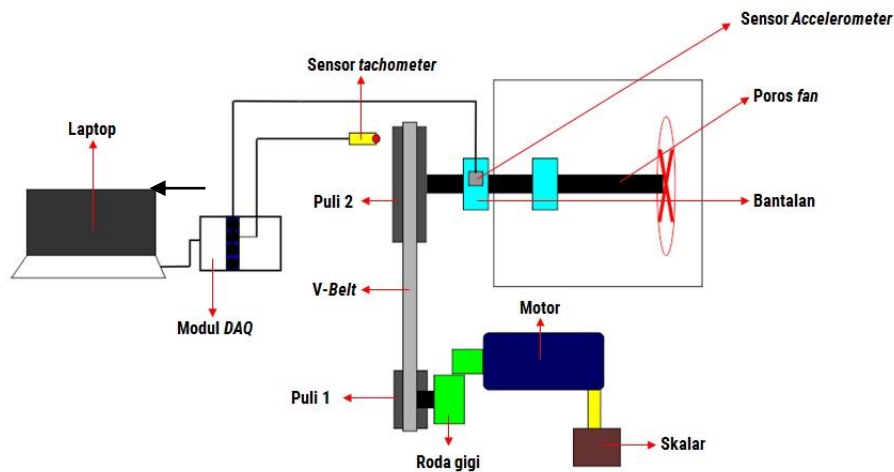 Sensor Accelerometer
Sensor tachometer
Poros fan
Laptop
Puli 2
Bantalan
V-Belt
Motor
Modul DAQ
Puli 1
Skalar
Roda gigi